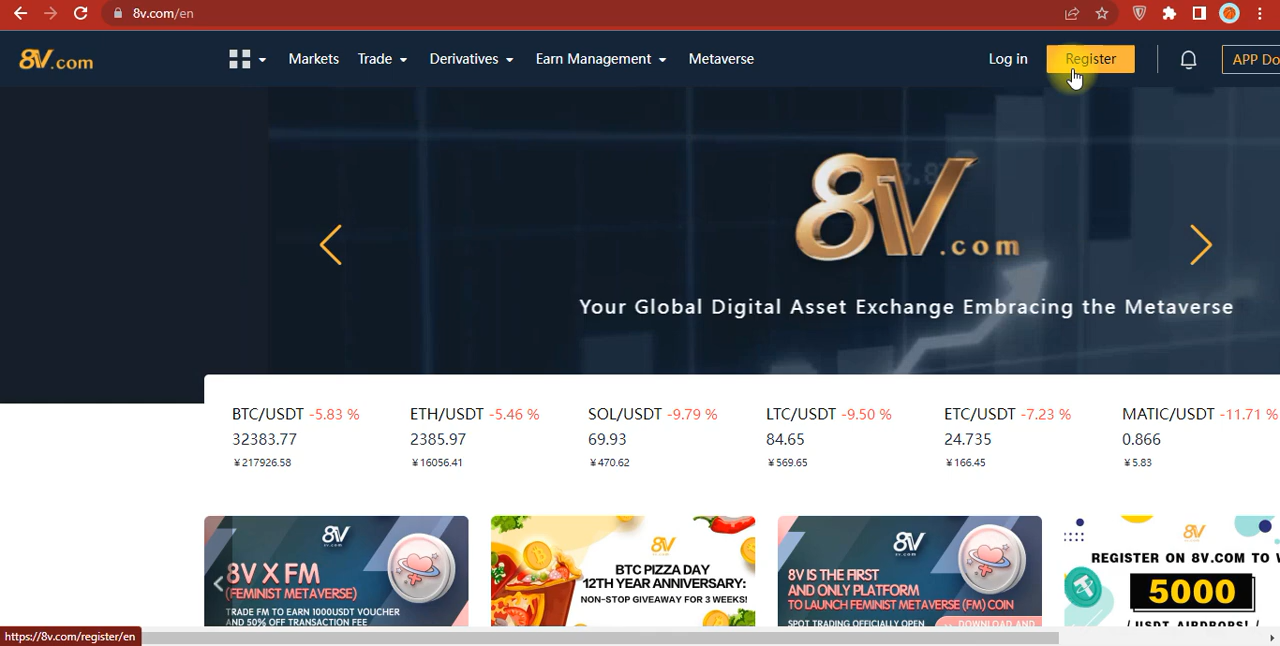 8v.com/en
8V.com
Markets
Trade
Derivatives
Earn Management
Metaverse
Log in
Register
APP Do
8V.com
Your Global Digital Asset Exchange Embracing the Metaverse
BTC/USDT -5.83 %
32383.77
¥217926.58
ETH/USDT -5.46 %
2385.97
¥16056.41
SOL/USDT -9.79 %
69.93
¥470.62
LTC/USDT -9.50 %
84.65
¥569.65
ETC/USDT -7.23 %
24.735
¥166.45
MATIC/USDT -11.71 %
0.866
¥5.83
8V
8V.COM
8V X FM
(FEMINIST METAVERSE)
TRADE FM TO EARN 1000USDT VOUCHER
AND 50% OFF TRANSACTION FEE
8V
BTC PIZZA DAY
12TH YEAR ANNIVERSARY:
NON-STOP GIVEAWAY FOR 3 WEEKS!
8V
8V.COM
8V IS THE FIRST
AND ONLY PLATFORM
TO LAUNCH FEMINIST METAVERSE (FM) COIN
SPOT TRADING OFFICIALLY OPEN
DOWNLOAD AND
8V
REGISTER ON 8V.COM TO
5000
USDT AIRDROPS!
https://8v.com/register/en